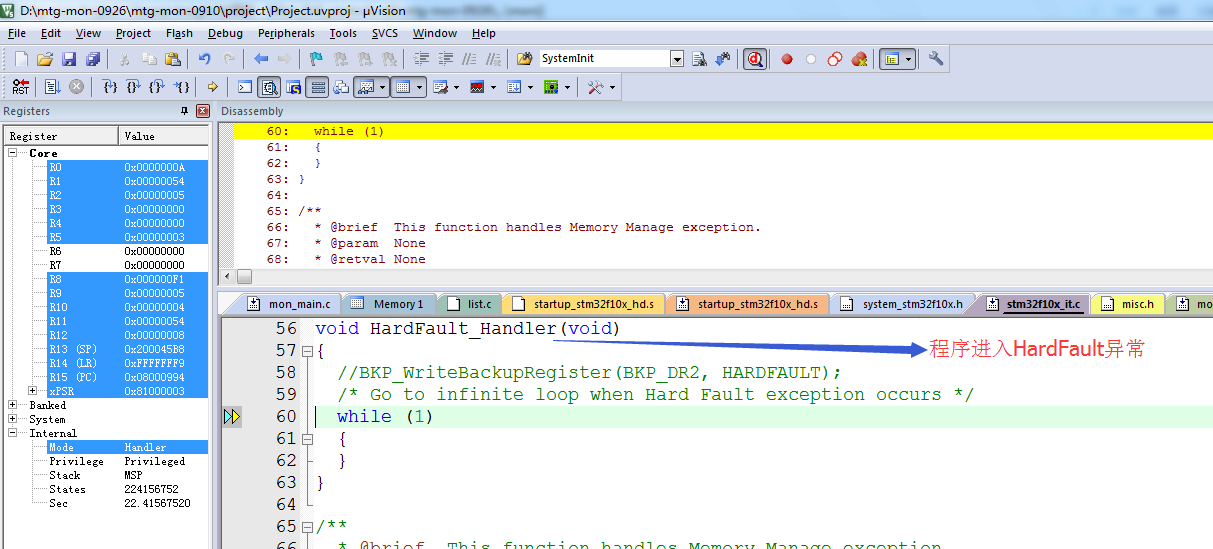 D:\mtg-mon-0926\mtg-mon-0910\project\Project.uvproj - µVision
File Edit View Project Flash Debug Peripherals Tools SVCS Window Help
SystemInit
RST
Registers
Disassembly
Register Value
Core
R0 0x0000000A
R1 0x00000054
R2 0x00000005
R3 0x00000000
R4 0x00000000
R5 0x00000003
R6 0x00000000
R7 0x00000000
R8 0x000000F1
R9 0x00000005
R10 0x00000004
R11 0x00000054
R12 0x00000008
R13 (SP) 0x200045B8
R14 (LR) 0xFFFFFFF9
R15 (PC) 0x08000994
xPSR 0x81000003
Banked
System
Internal
Mode Handler
Privilege Privileged
Stack MSP
States 224156752
Sec 22.41567520
60: while (1)
61: {
62: }
63: }
64:
65: /**
66: * @brief This function handles Memory Manage exception.
67: * @param None
68: * @retval None
mon_main.c Memory 1 list.c startup_stm32f10x_hd.s startup_stm32f10x_hd.s system_stm32f10x.h stm32f10x_it.c misc.h mo
56 void HardFault_Handler(void)
程序进入HardFault异常
57 {
58 //BKP_WriteBackupRegister(BKP_DR2, HARDFAULT);
59 /* Go to infinite loop when Hard Fault exception occurs */
60 while (1)
61 {
62 }
63 }
64
65 /**
66 * @brief This function handles Memory Manage exception